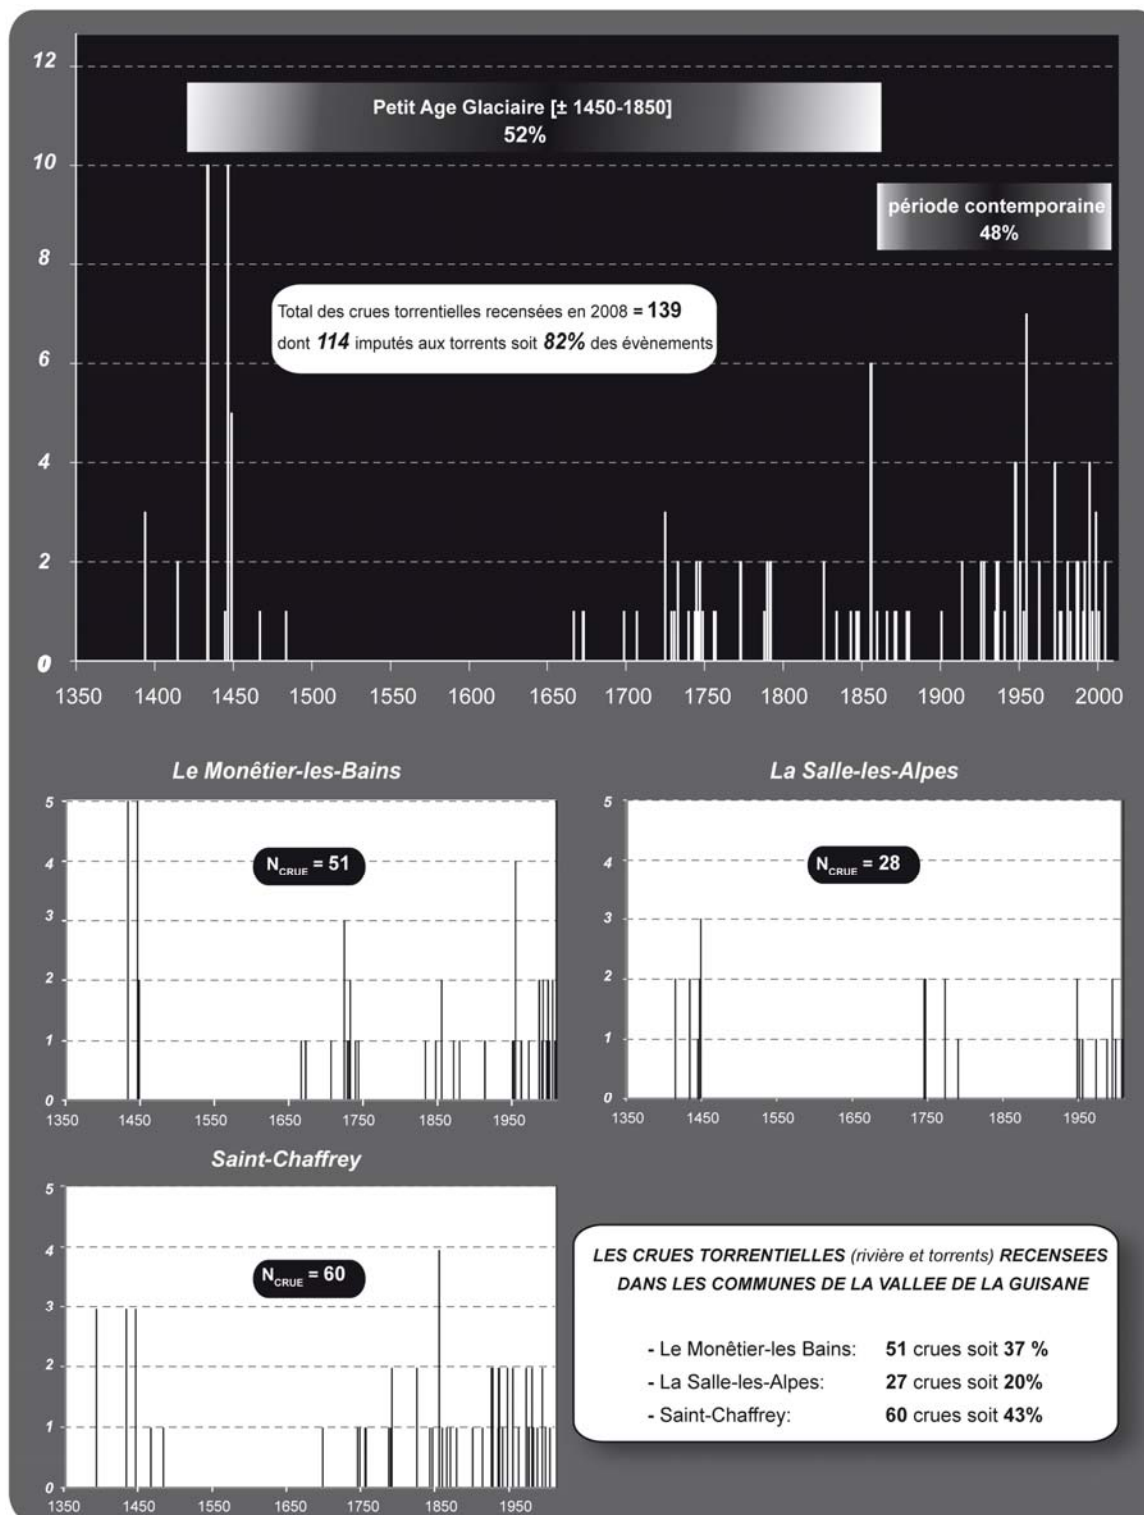 12
10
8
6
4
2
0
Petit Age Glaciaire [± 1450-1850]
52%
période contemporaine
48%
Total des crues torrentielles recensées en 2008 = 139
dont 114 imputés aux torrents soit 82% des évènements
1350 1400 1450 1500 1550 1600 1650 1700 1750 1800 1850 1900 1950 2000
Le Monêtier-les-Bains
5
4
3
2
1
0
N CRUE = 51
1350 1450 1550 1650 1750 1850 1950
La Salle-les-Alpes
5
4
3
2
1
0
N CRUE = 28
1350 1450 1550 1650 1750 1850 1950
Saint-Chaffrey
5
4
3
2
1
0
N CRUE = 60
1350 1450 1550 1650 1750 1850 1950
LES CRUES TORRENTIELLES (rivière et torrents) RECENSEES
DANS LES COMMUNES DE LA VALLEE DE LA GUISANE
- Le Monêtier-les Bains: 51 crues soit 37 %
- La Salle-les-Alpes: 27 crues soit 20%
- Saint-Chaffrey: 60 crues soit 43%